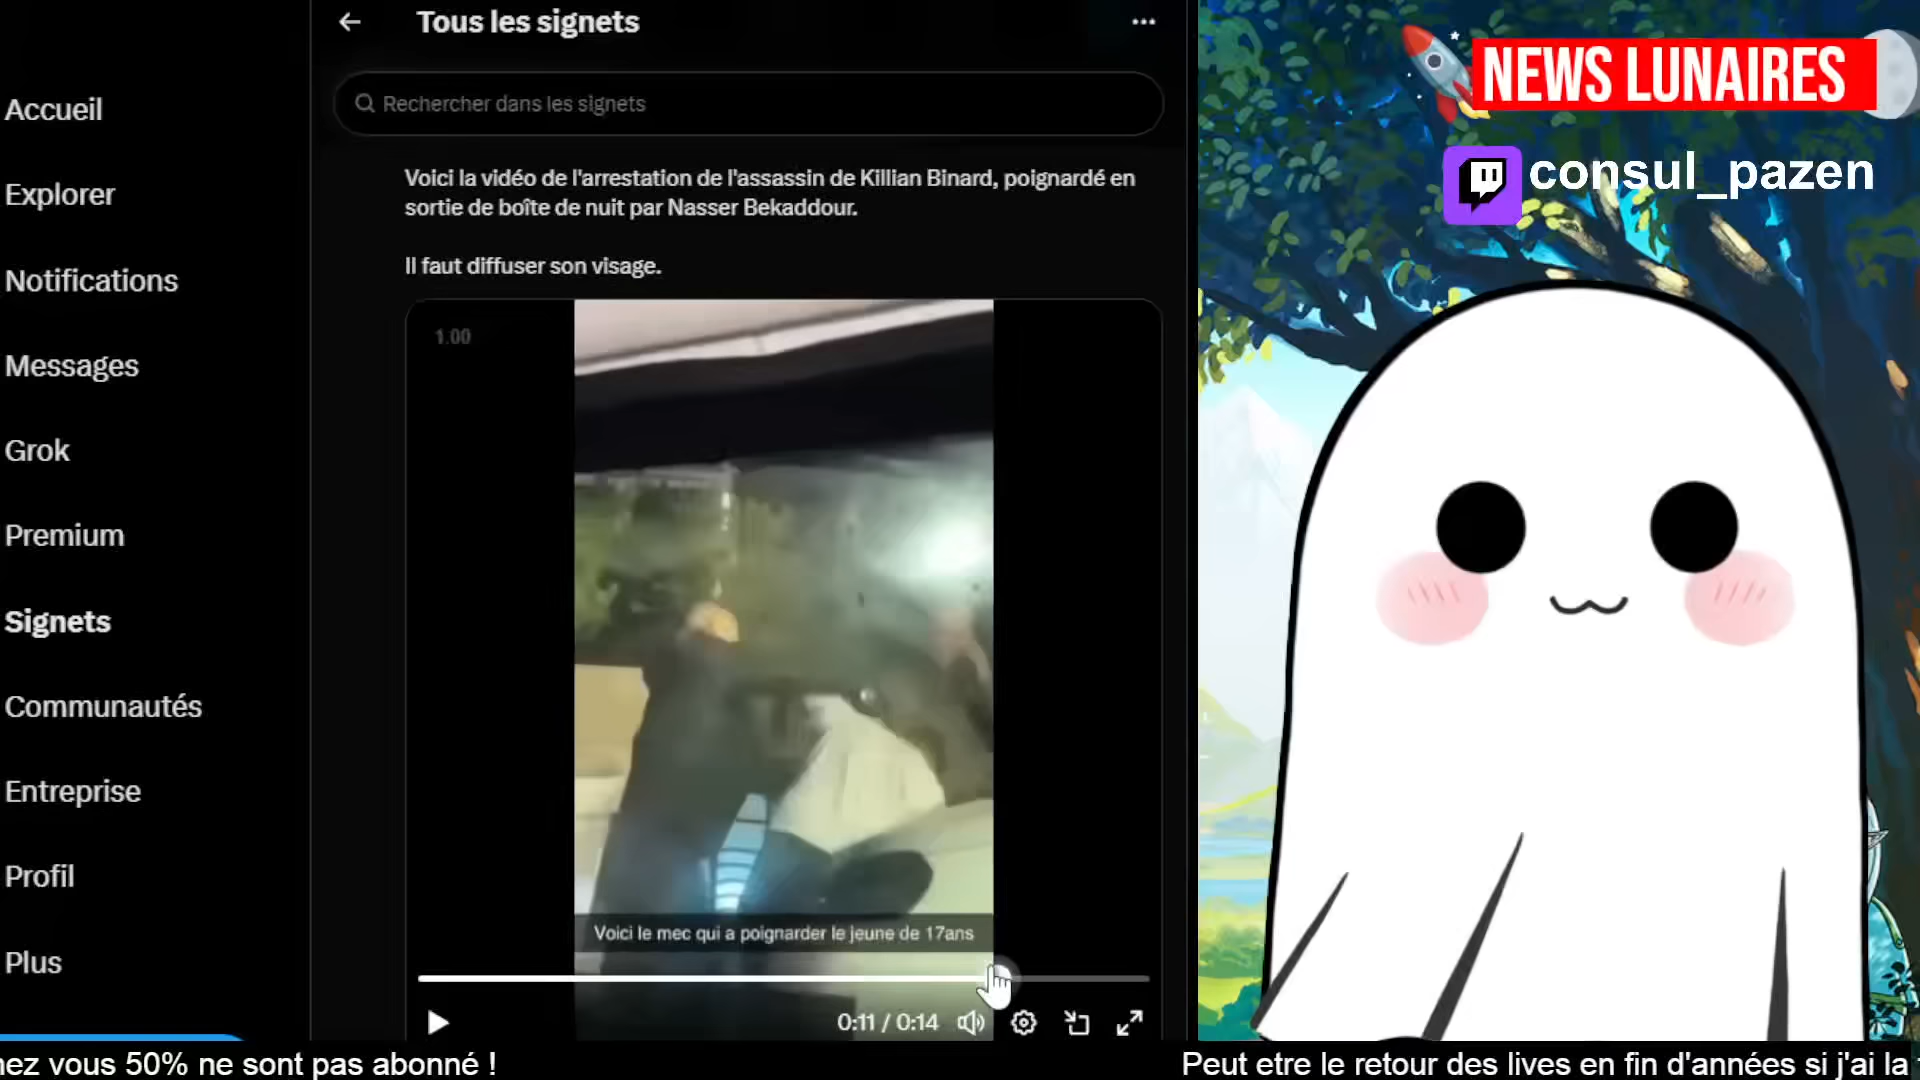 Tous les signets
Rechercher dans les signets
Accueil
Explorer
Notifications
Messages
Grok
Premium
Signets
Communautés
Entreprise
Profil
Plus
Voici la vidéo de l'arrestation de l'assassin de Killian Binard, poignardé en
sortie de boîte de nuit par Nasser Bekaddour.
Il faut diffuser son visage.
1.00
Voici le mec qui a poignarder le jeune de 17ans
0:11 / 0:14
NEWS LUNAIRES
consul_pazen
nez vous 50% ne sont pas abonné !
Peut etre le retour des lives en fin d'années si j'ai la